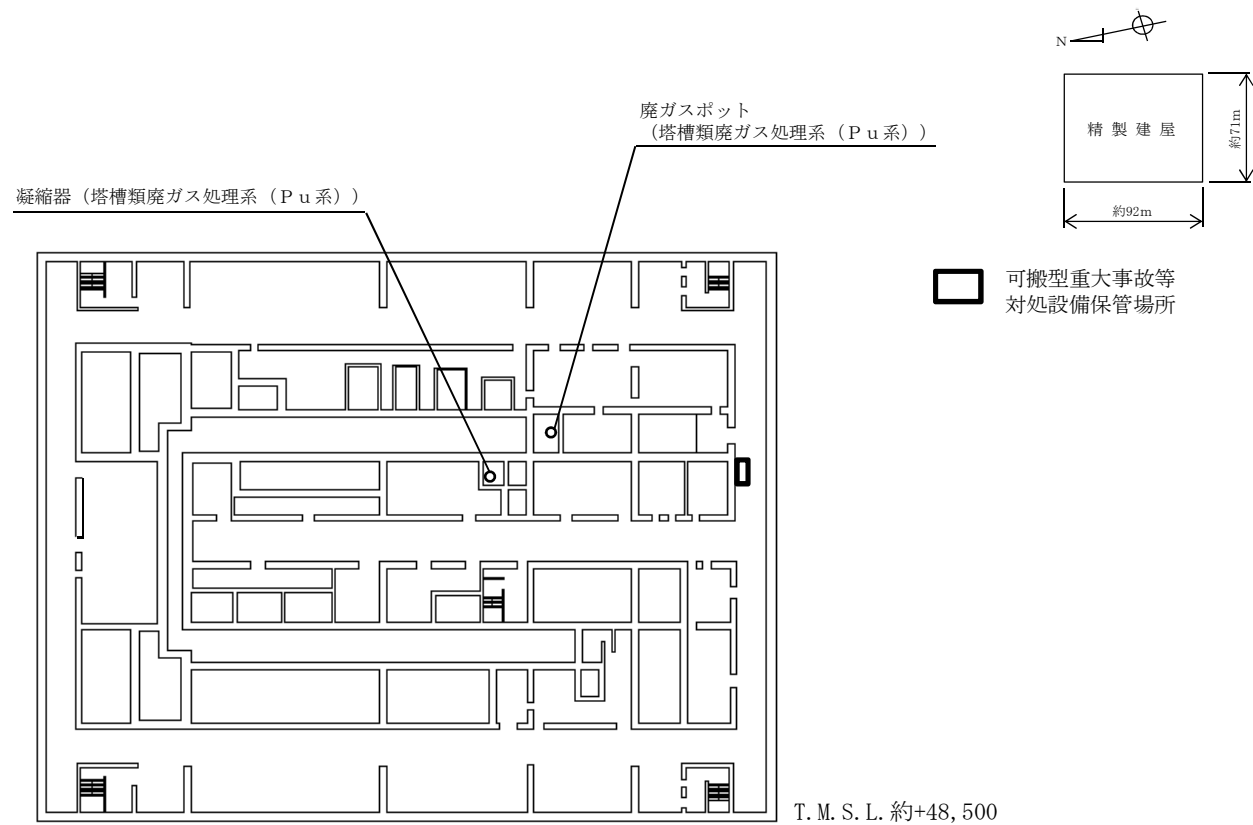 N
廃ガスポット
(塔槽類廃ガス処理系(Pu系))
精製建屋
約71m
凝縮器(塔槽類廃ガス処理系(Pu系))
約92m
可搬型重大事故等
対処設備保管場所
T.M.S.L.約+48,500